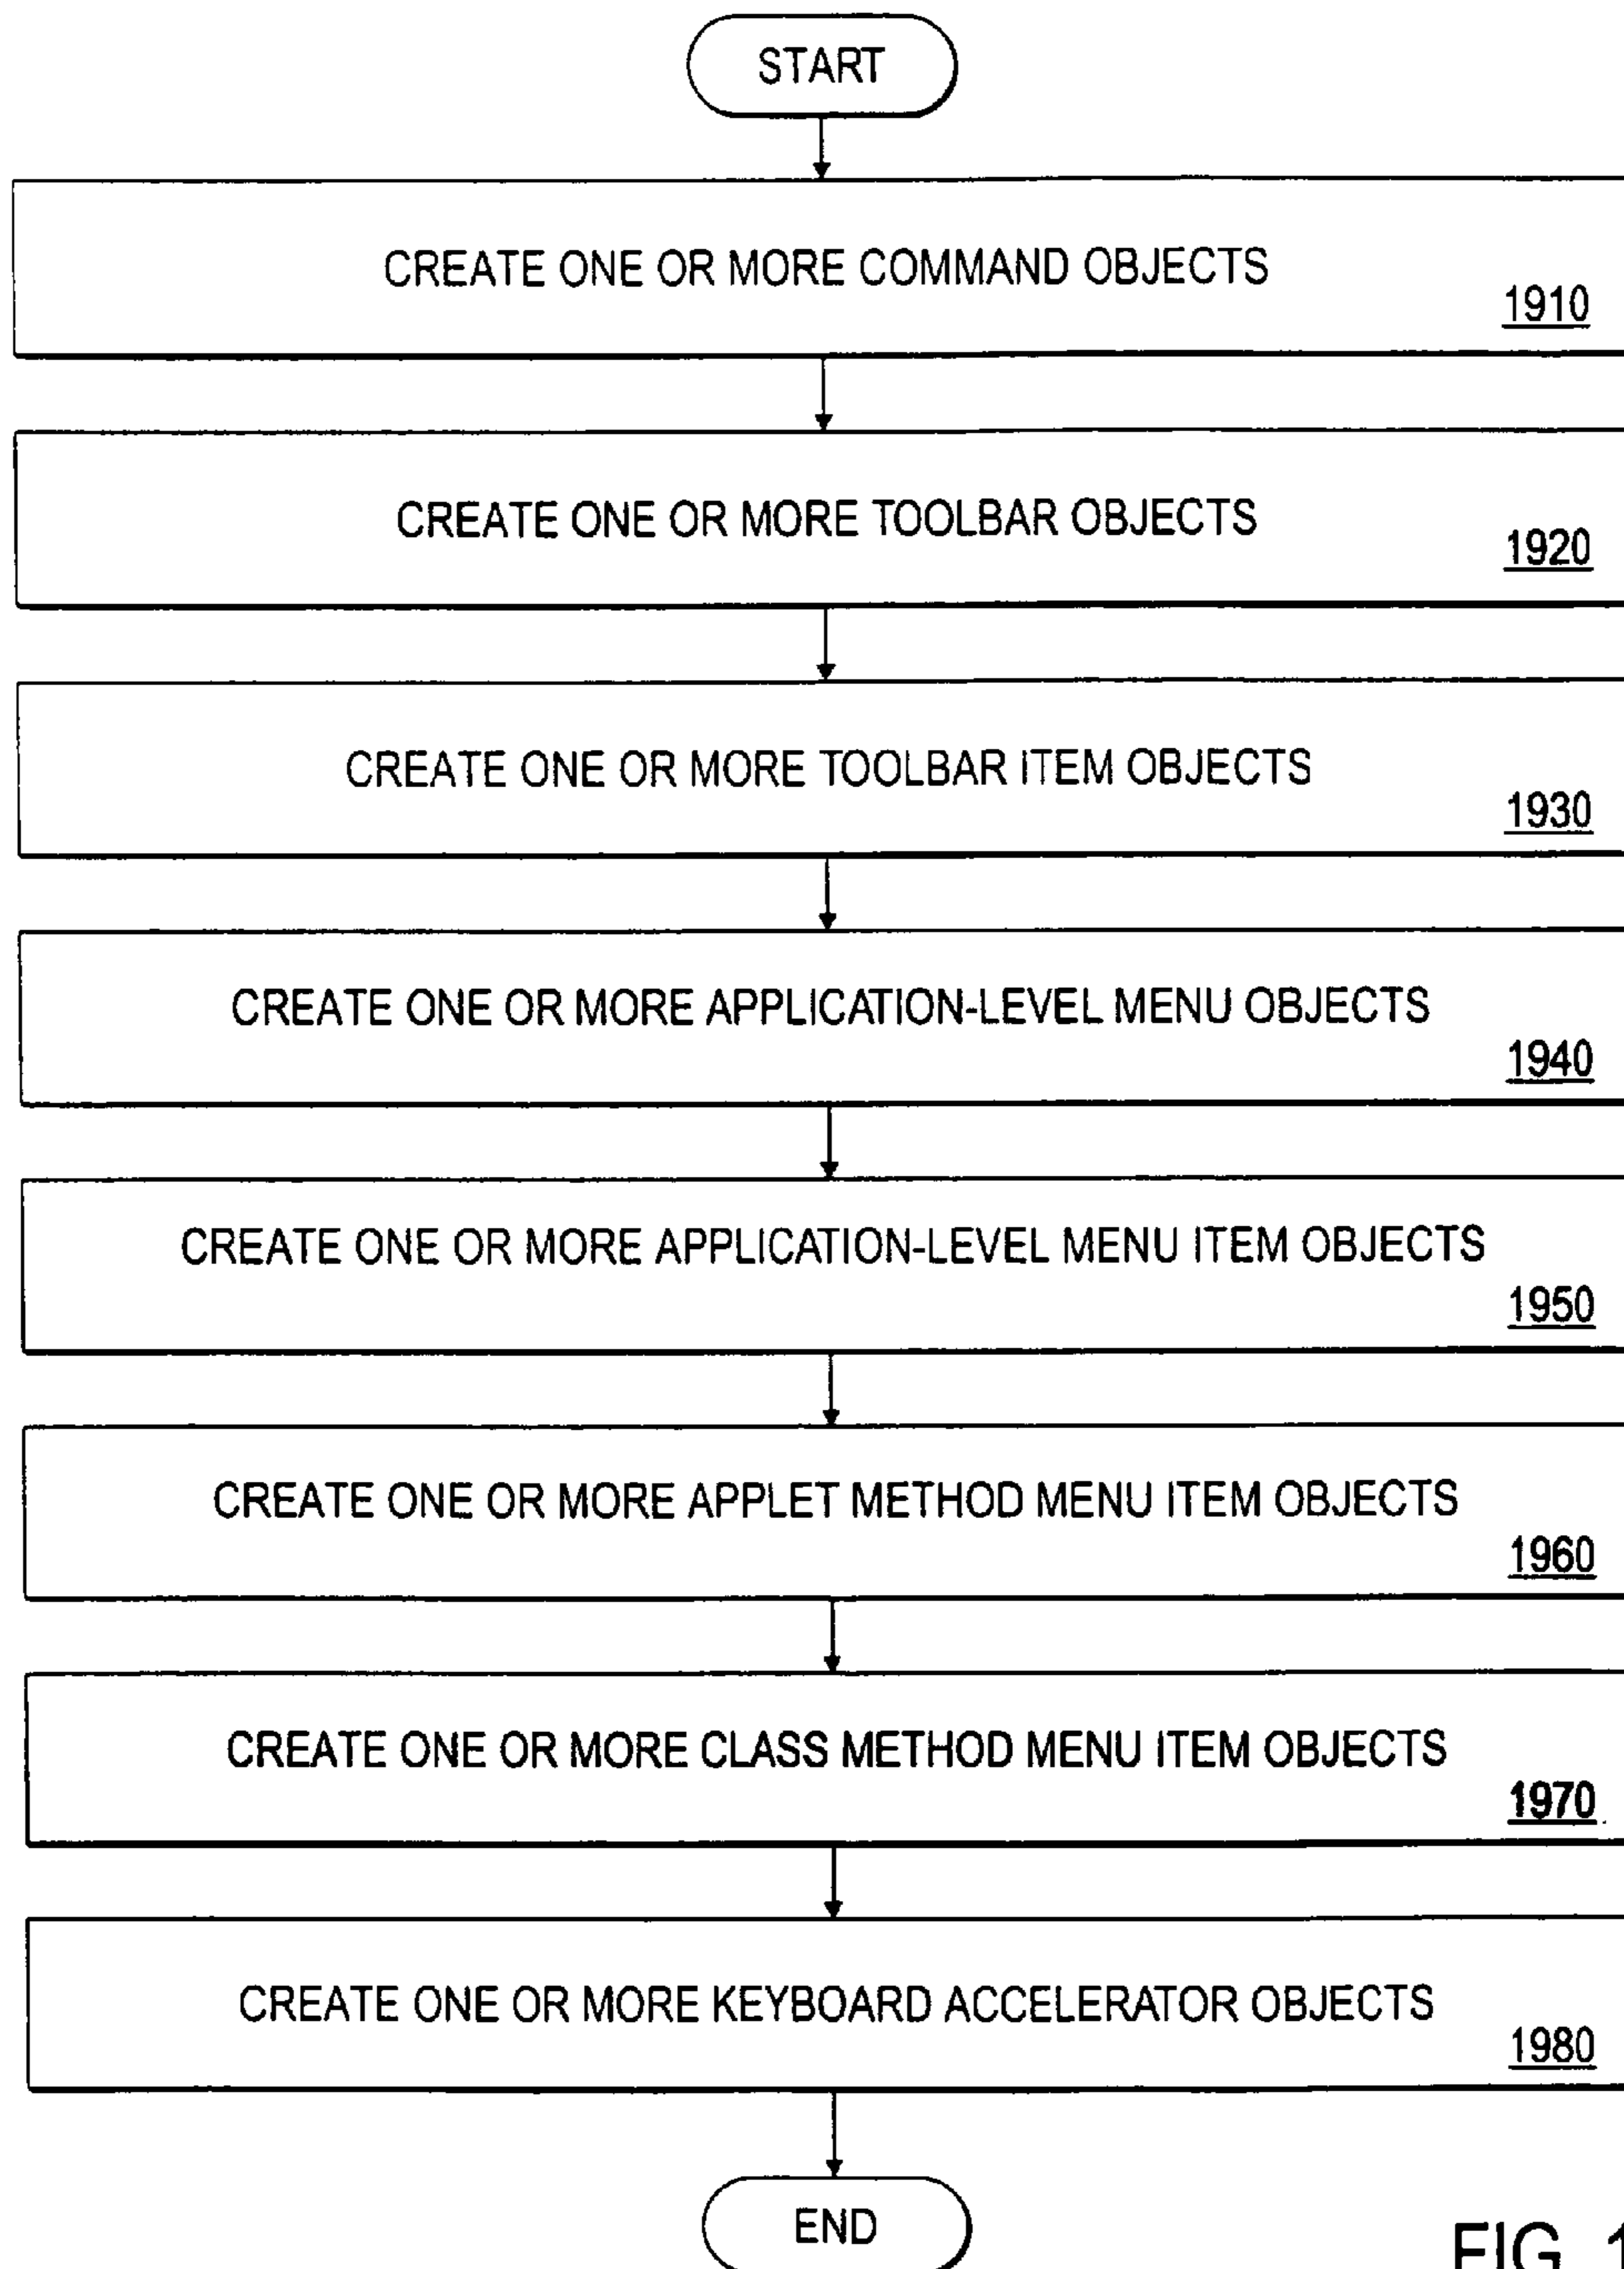 START
CREATE ONE OR MORE COMMAND OBJECTS
1910
CREATE ONE OR MORE TOOLBAR OBJECTS
1920
CREATE ONE OR MORE TOOLBAR ITEM OBJECTS
1930
CREATE ONE OR MORE APPLICATION-LEVEL MENU OBJECTS
1940
CREATE ONE OR MORE APPLICATION-LEVEL MENU ITEM OBJECTS
1950
CREATE ONE OR MORE APPLET METHOD MENU ITEM OBJECTS
1960
CREATE ONE OR MORE CLASS METHOD MENU ITEM OBJECTS
1970
CREATE ONE OR MORE KEYBOARD ACCELERATOR OBJECTS
1980
END
FIG.